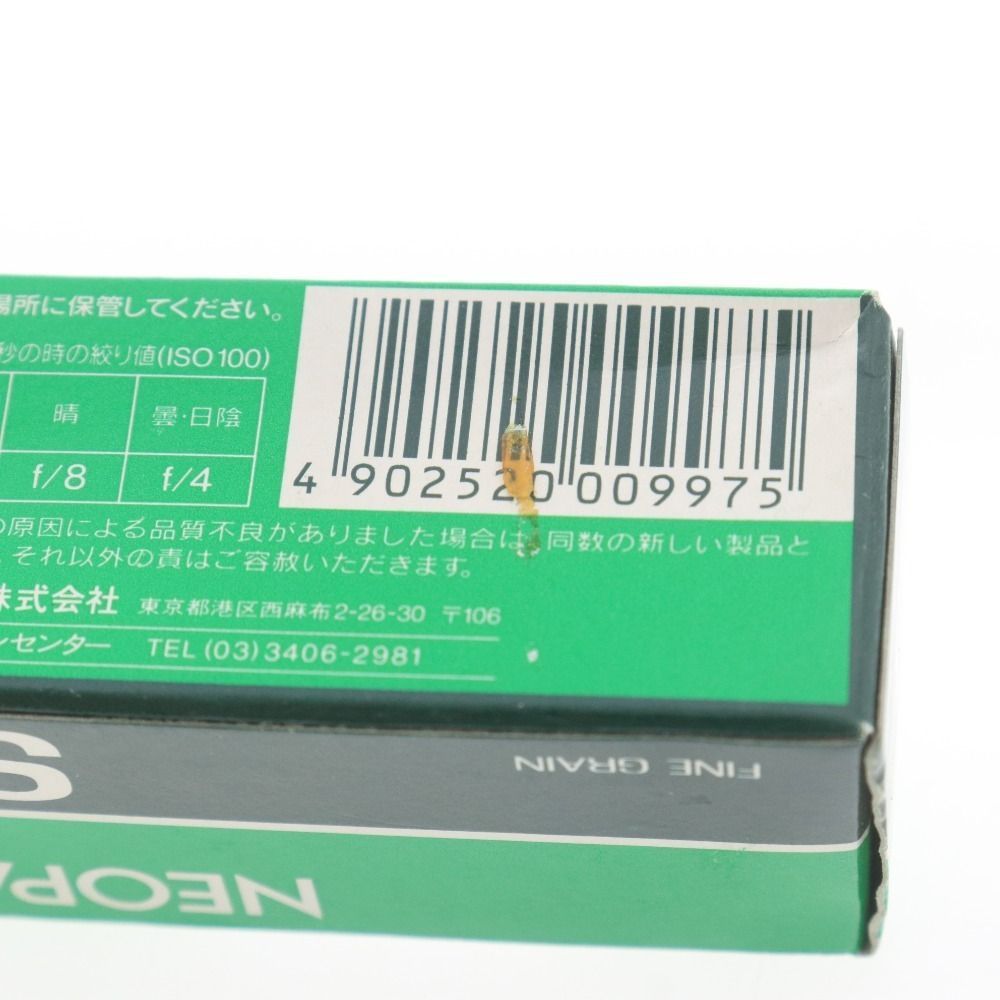 場所に保管してください。
秒の時の絞り値(ISO 100)
晴 曇・日陰
f/8 f/4
4 902520 009975
の原因による品質不良がありました場合は、同数の新しい製品と
それ以外の責はご容赦いただきます。
株式会社 東京都港区西麻布2-26-30 〒106
ンセンター TEL (03) 3406-2981
FINE GRAIN
S
NEOPA